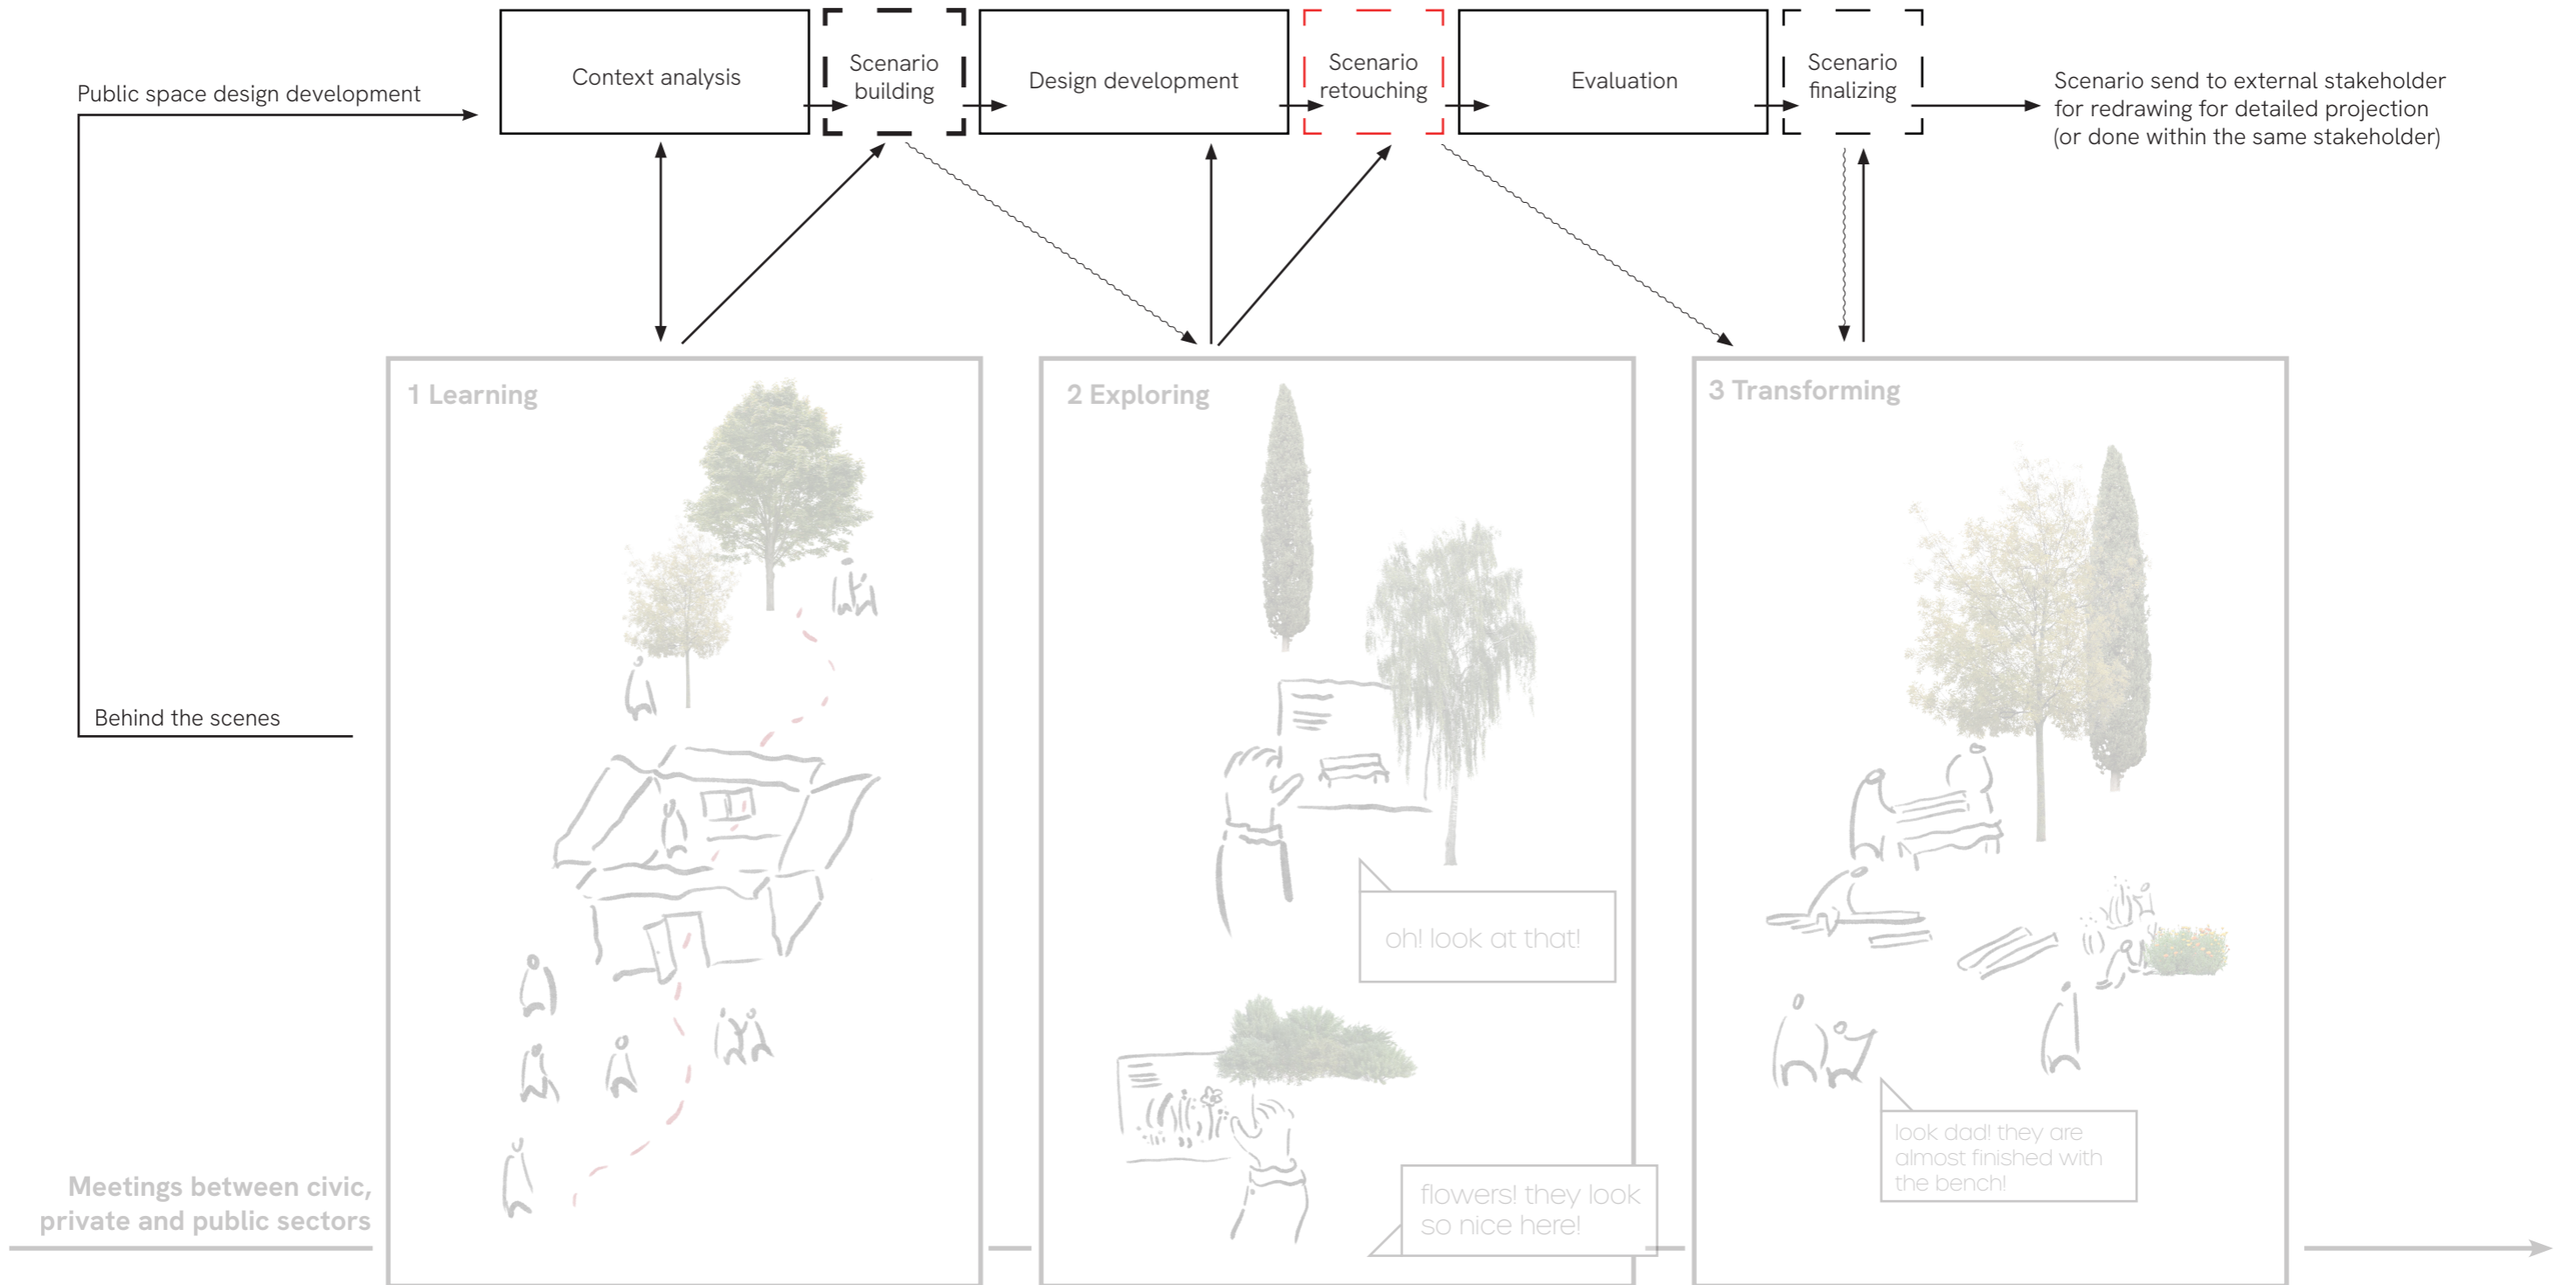 Public space design development
Context analysis
Scenario
building
Design development
Scenario
retouching
Evaluation
Scenario
finalizing
Scenario send to external stakeholder
for redrawing for detailed projection
(or done within the same stakeholder)
Behind the scenes
1 Learning
2 Exploring
oh! look at that!
flowers! they look
so nice here!
3 Transforming
look dad! they are
almost finished with
the bench!
Meetings between civic,
private and public sectors